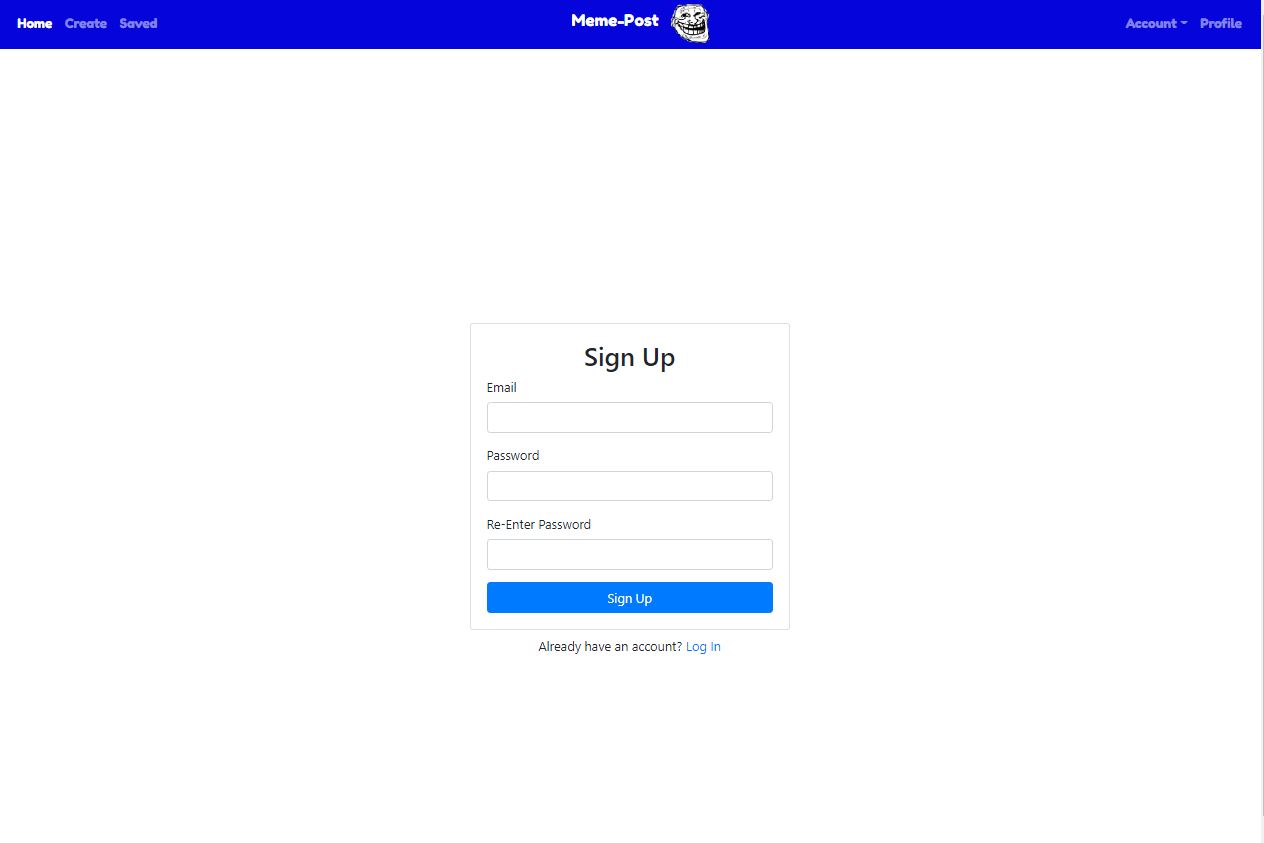 Home Create Saved Meme-Post Account Profile
Sign Up
Email
Password
Re-Enter Password
Sign Up
Already have an account? Log In